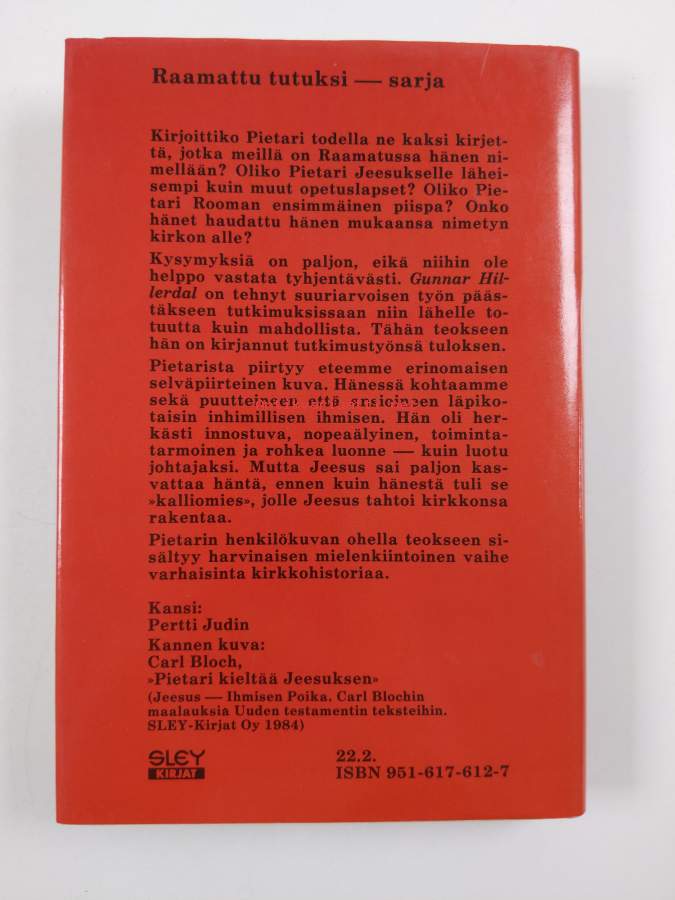 Raamattu tutuksi — sarja
Kirjoittiko Pietari todella ne kaksi kirjet-
tä, jotka meillä on Raamatussa hänen ni-
mellään? Oliko Pietari Jeesukselle lähei-
sempi kuin muut opetuslapset? Oliko Pie-
tari Rooman ensimmäinen piispa? Onko
hänet haudattu hänen mukaansa nimetyn
kirkon alle?
Kysymyksiä on paljon, eikä niihin ole
helppo vastata tyhjentävästi. Gunnar Hil-
lerdal on tehnyt suuriarvoisen työn pääs-
täkseen tutkimuksissaan niin lähelle to-
tuutta kuin mahdollista. Tähän teokseen
hän on kirjannut tutkimustyönsä tuloksen.
Pietarista piirtyy eteemme erinomaisen
selväpiirteinen kuva. Hänessä kohtaamme
sekä puutteineen että ansioineen läpiko-
taisin inhimillisen ihmisen. Hän oli her-
kästi innostuva, nopeaälyinen, toiminta-
tarmoinen ja rohkea luonne — kuin luotu
johtajaksi. Mutta Jeesus sai paljon kas-
vattaa häntä, ennen kuin hänestä tuli se
»kalliomies», jolle Jeesus tahtoi kirkkonsa
rakentaa.
Pietarin henkilökuvan ohella teokseen si-
sältyy harvinaisen mielenkiintoinen vaihe
varhaisinta kirkkohistoriaa.
Kansi:
Pertti Judin
Kannen kuva:
Carl Bloch,
»Pietari kieltää Jeesuksen»
(Jeesus — Ihmisen Poika. Carl Blochin
maalauksia Uuden testamentin teksteihin.
SLEY-Kirjat Oy 1984)
SLEY
KIRJAT
22.2.
ISBN 951-617-612-7